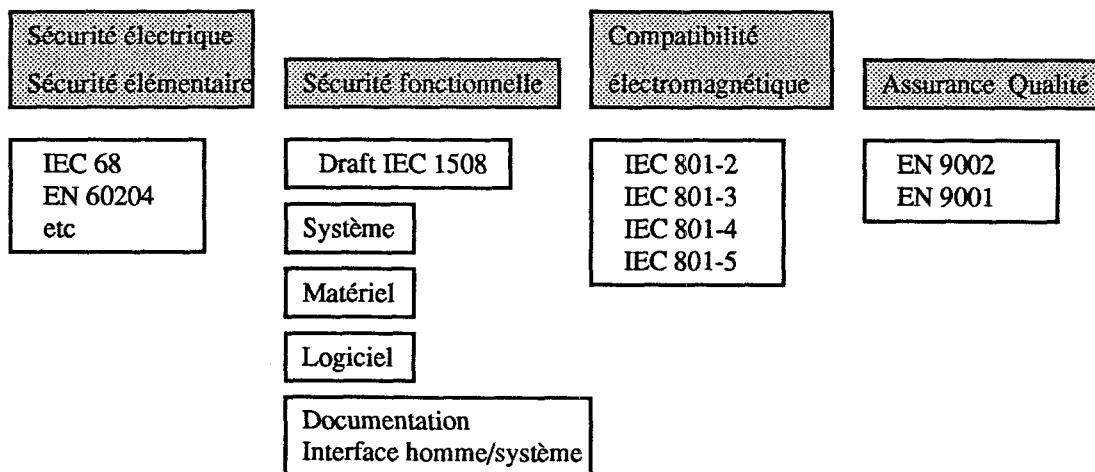 Sécurité électrique
Sécurité élémentaire
IEC 68
EN 60204
etc
Sécurité fonctionnelle
Draft IEC 1508
Système
Matériel
Logiciel
Documentation
Interface homme/système
Compatibilité
électromagnétique
IEC 801-2
IEC 801-3
IEC 801-4
IEC 801-5
Assurance Qualité
EN 9002
EN 9001